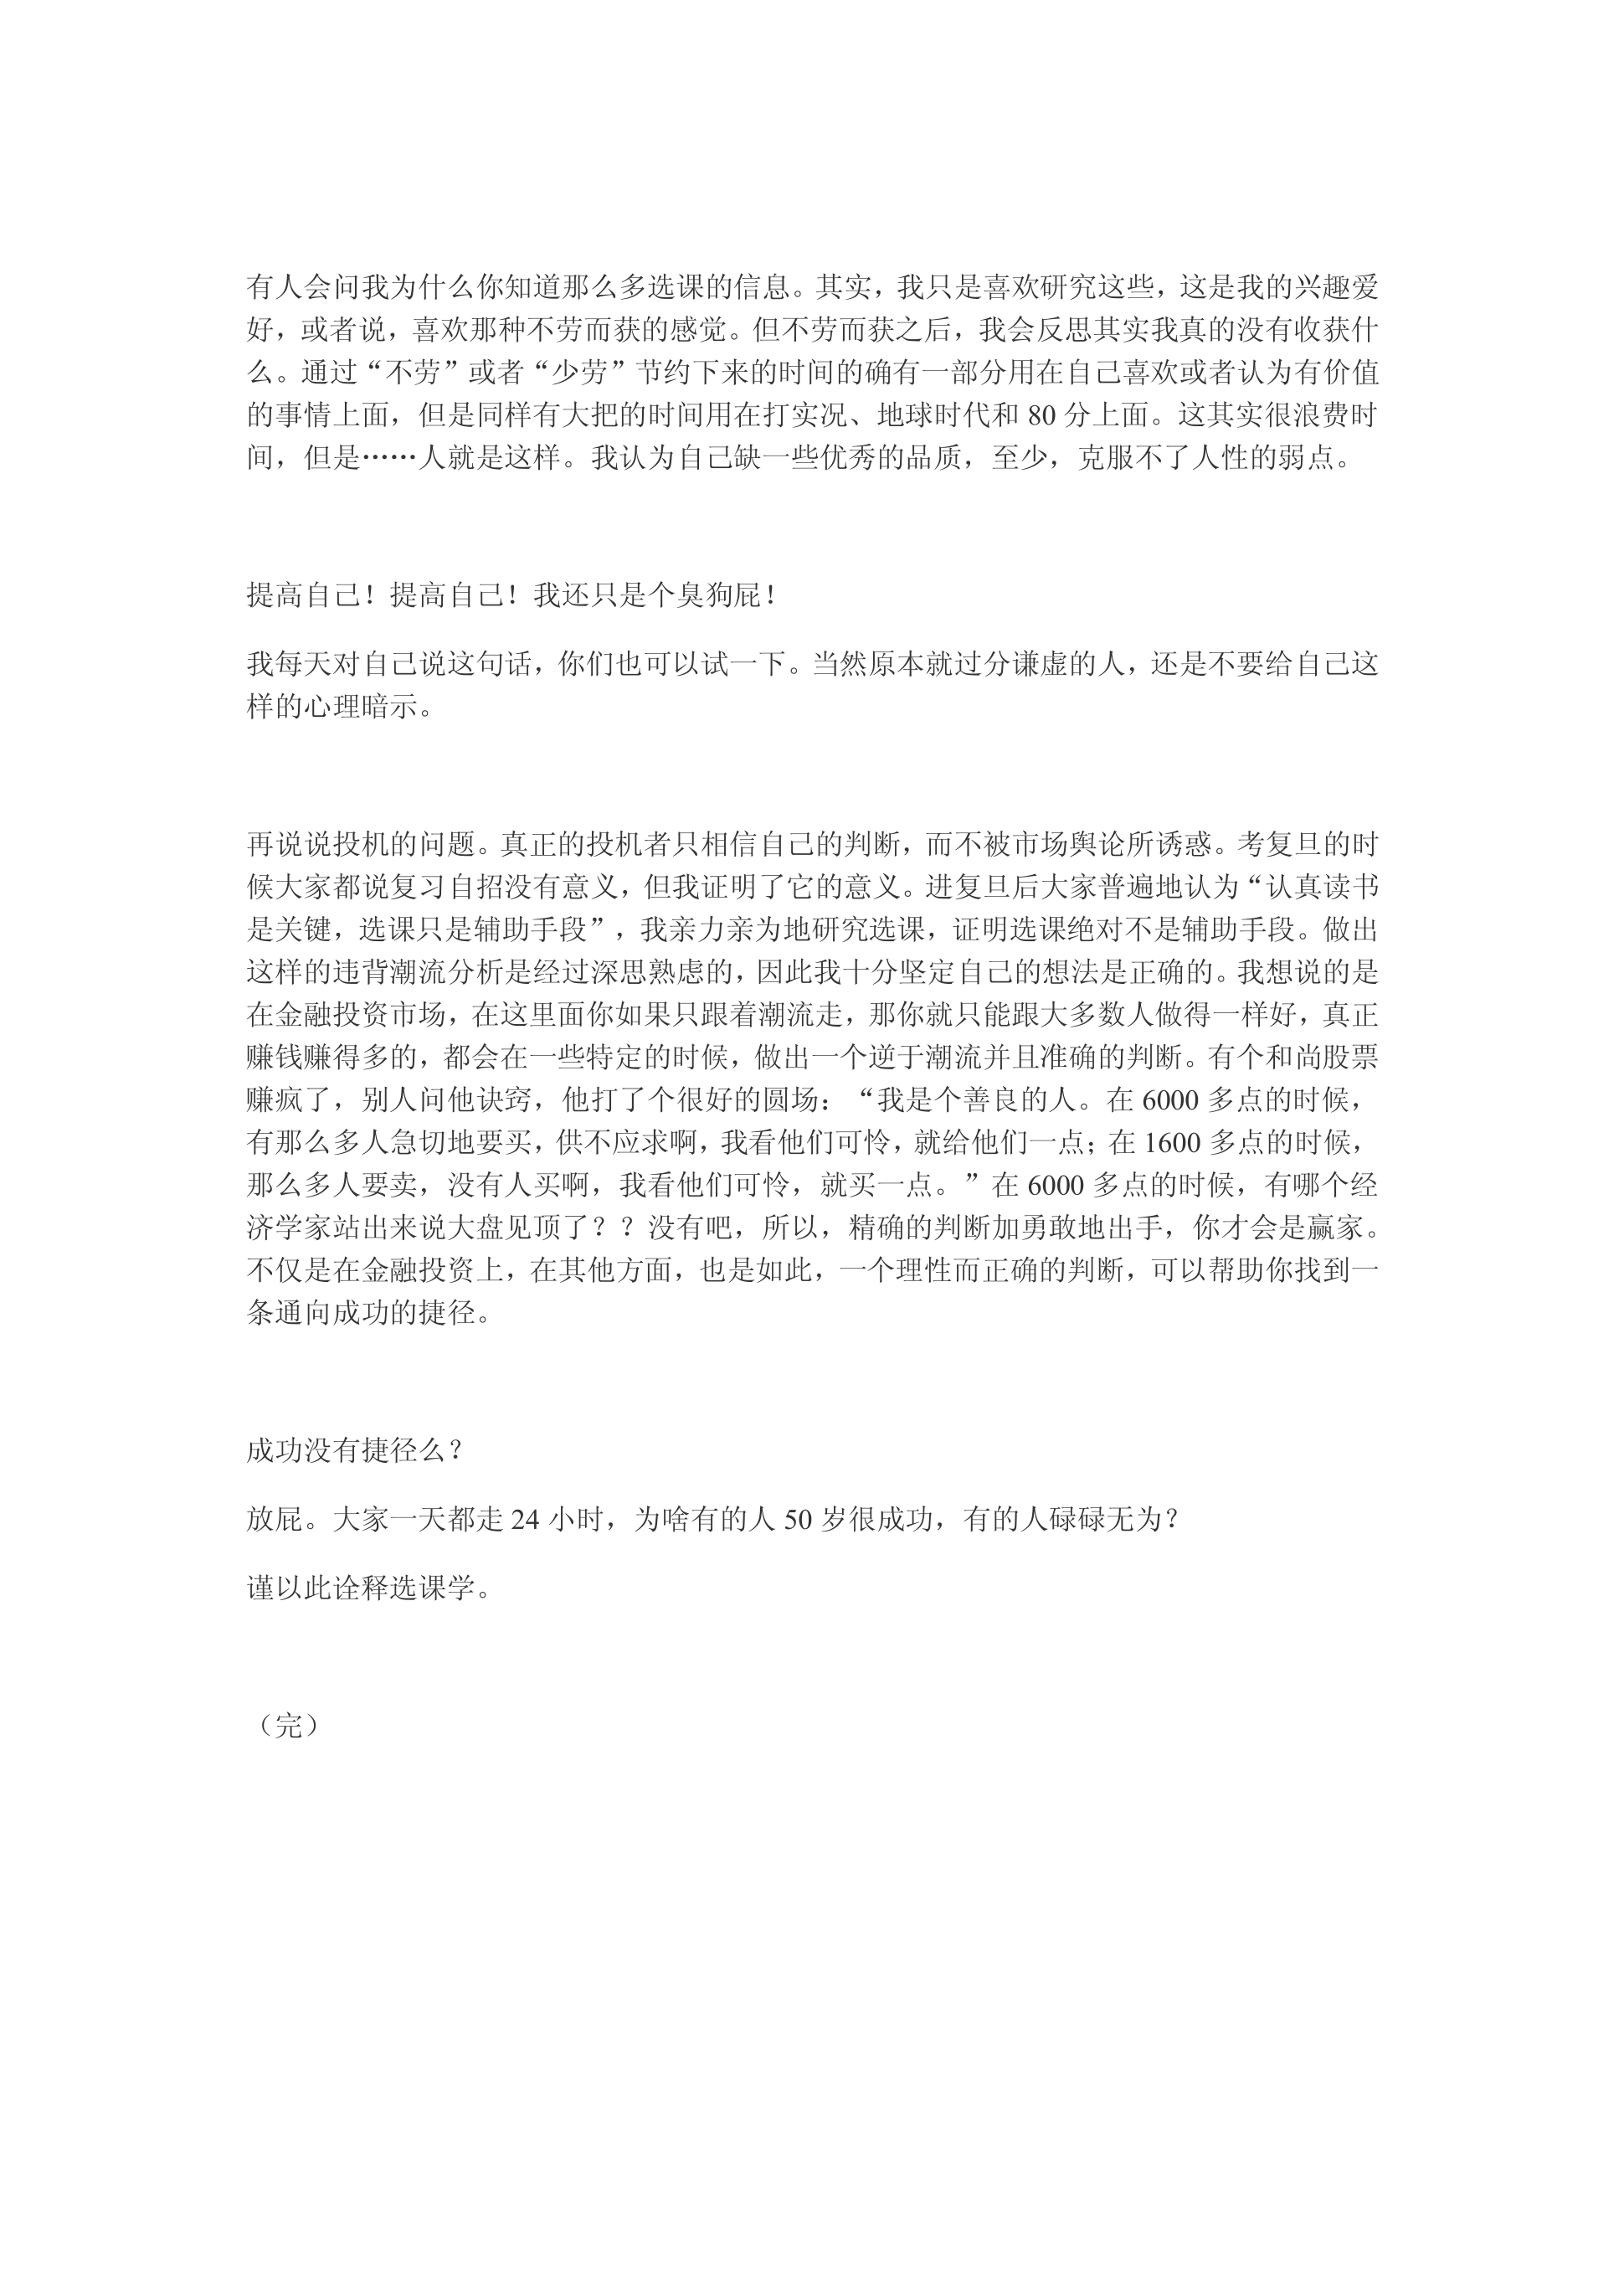 有人会问我为什么你知道那么多选课的信息。其实，我只是喜欢研究这些，这是我的兴趣爱
好，或者说，喜欢那种不劳而获的感觉。但不劳而获之后，我会反思其实我真的没有收获什
么。通过“不劳”或者“少劳”节约下来的时间的确有一部分用在自己喜欢或者认为有价值
的事情上面，但是同样有大把的时间用在打实况、地球时代和 80 分上面。这其实很浪费时
间，但是……人就是这样。我认为自己缺一些优秀的品质，至少，克服不了人性的弱点。
提高自己！提高自己！我还只是个臭狗屁！
我每天对自己说这句话，你们也可以试一下。当然原本就过分谦虚的人，还是不要给自己这
样的心理暗示。
再说说投机的问题。真正的投机者只相信自己的判断，而不被市场舆论所诱惑。考复旦的时
候大家都说复习自招没有意义，但我证明了它的意义。进复旦后大家普遍地认为“认真读书
是关键，选课只是辅助手段”，我亲力亲为地研究选课，证明选课绝对不是辅助手段。做出
这样的违背潮流分析是经过深思熟虑的，因此我十分坚定自己的想法是正确的。我想说的是
在金融投资市场，在这里面你如果只跟着潮流走，那你就只能跟大多数人做得一样好，真正
赚钱赚得多的，都会在一些特定的时候，做出一个逆于潮流并且准确的判断。有个和尚股票
赚疯了，别人问他诀窍，他打了个很好的圆场：“我是个善良的人。在 6000 多点的时候，
有那么多人急切地要买，供不应求啊，我看他们可怜，就给他们一点；在 1600 多点的时候，
那么多人要卖，没有人买啊，我看他们可怜，就买一点。”在 6000 多点的时候，有哪个经
济学家站出来说大盘见顶了？？没有吧，所以，精确的判断加勇敢地出手，你才会是赢家。
不仅是在金融投资上，在其他方面，也是如此，一个理性而正确的判断，可以帮助你找到一
条通向成功的捷径。
成功没有捷径么？
放屁。大家一天都走 24 小时，为啥有的人 50 岁很成功，有的人碌碌无为？
谨以此诠释选课学。
（完）